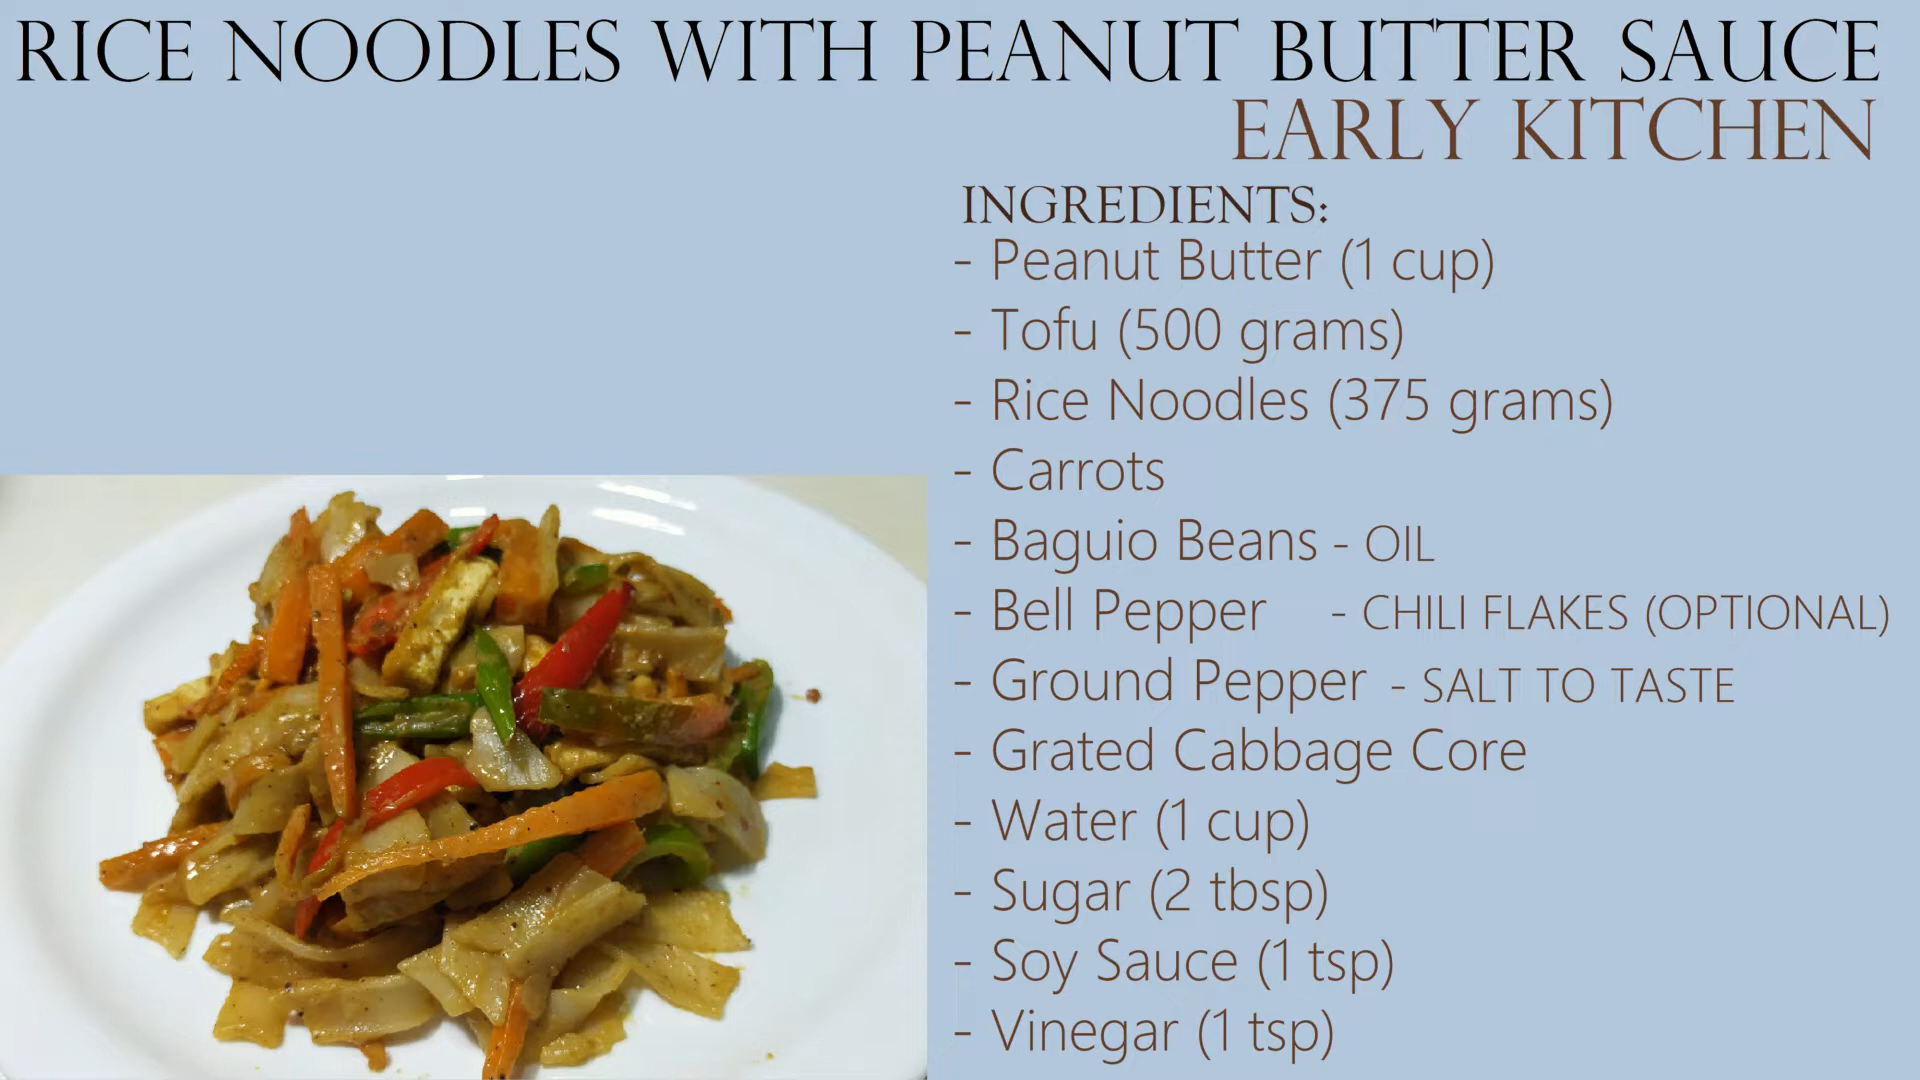 RICE NOODLES WITH PEANUT BUTTER SAUCE
EARLY KITCHEN
INGREDIENTS:
- Peanut Butter (1 cup)
- Tofu (500 grams)
- Rice Noodles (375 grams)
- Carrots
- Baguio Beans - OIL
- Bell Pepper - CHILI FLAKES (OPTIONAL)
- Ground Pepper - SALT TO TASTE
- Grated Cabbage Core
- Water (1 cup)
- Sugar (2 tbsp)
- Soy Sauce (1 tsp)
- Vinegar (1 tsp)